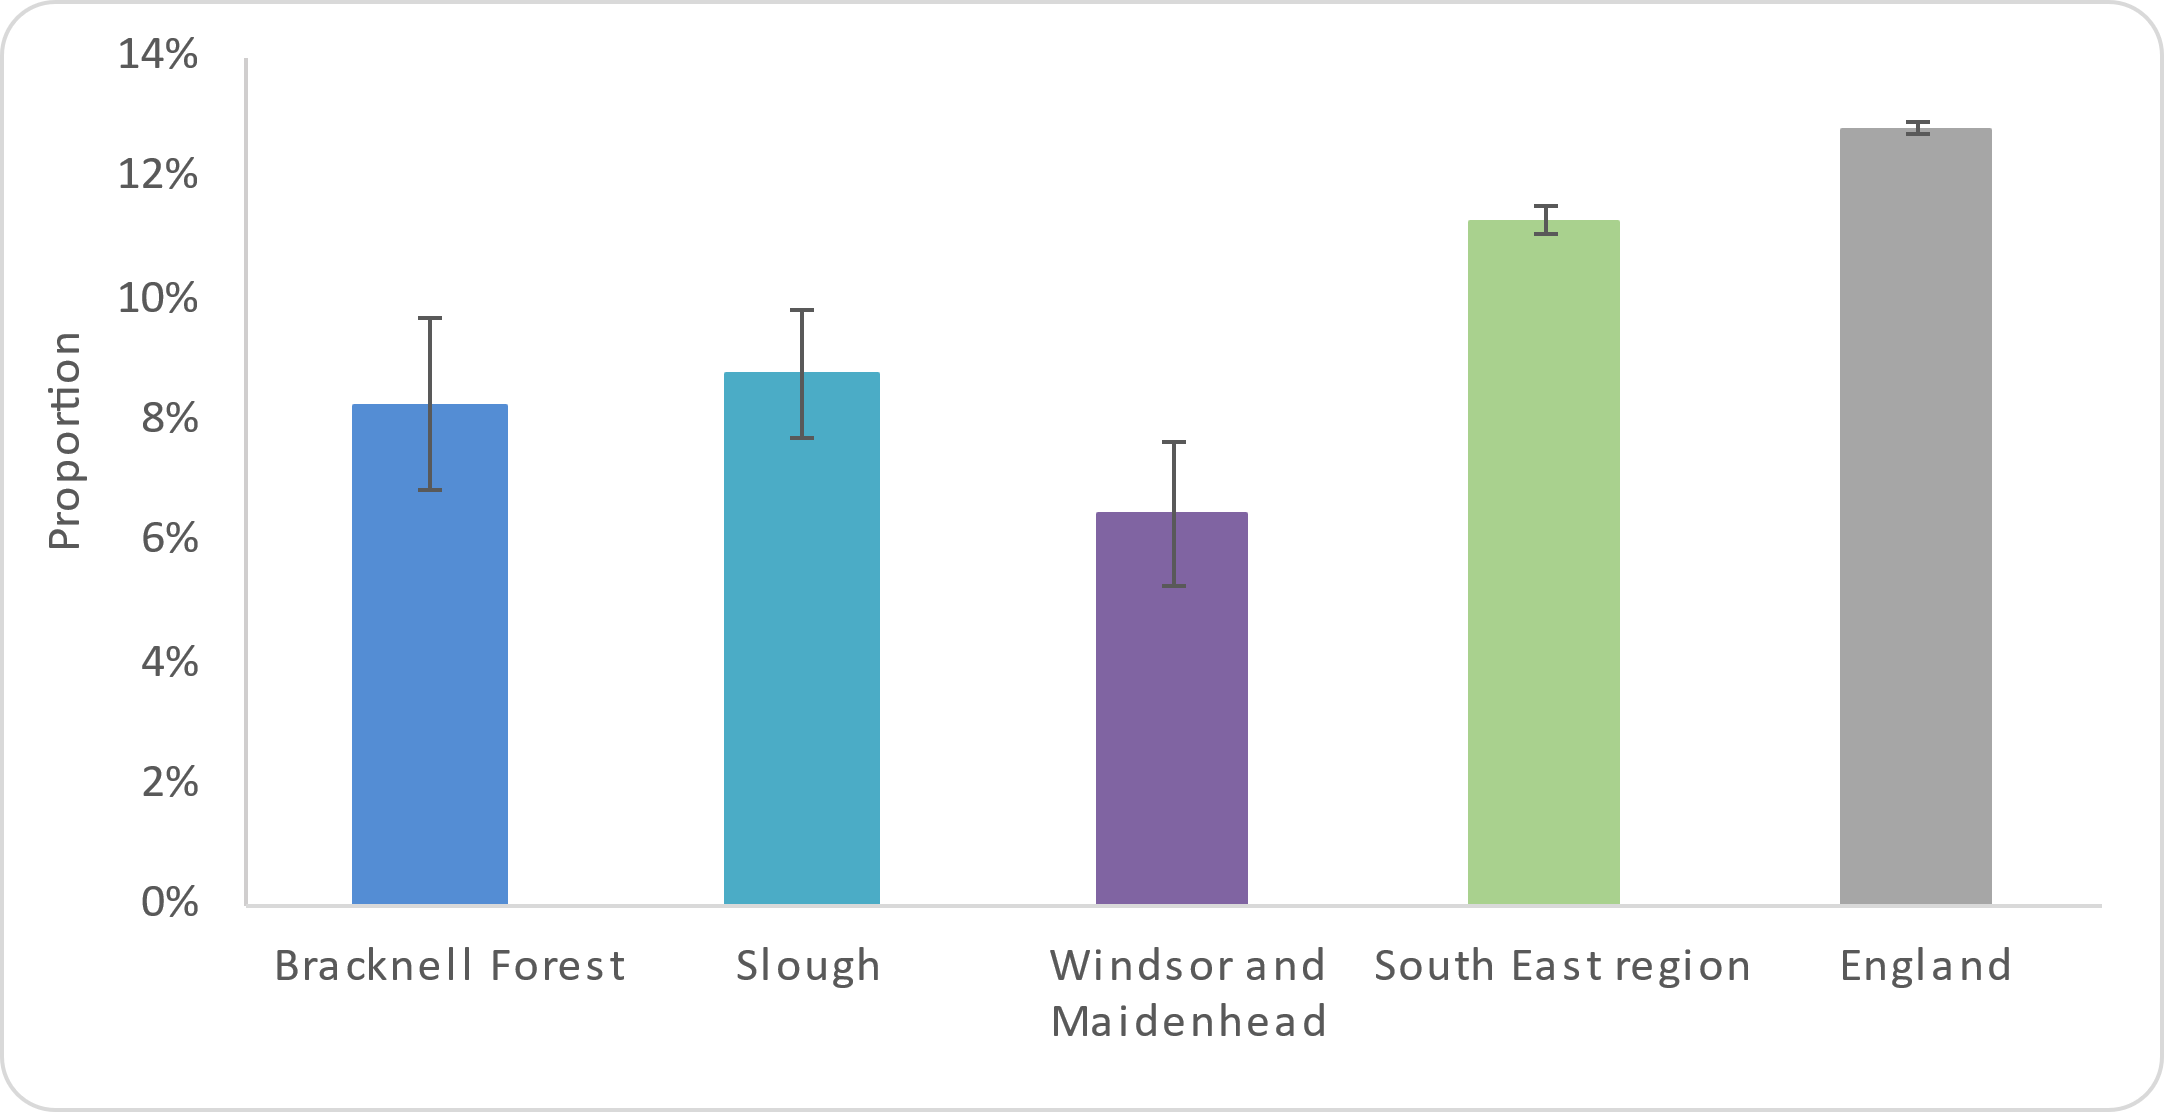 14%
12%
10%
8%
6%
4%
2%
0%
Proportion
Bracknell Forest
Slough
Windsor and
Maidenhead
South East region
England